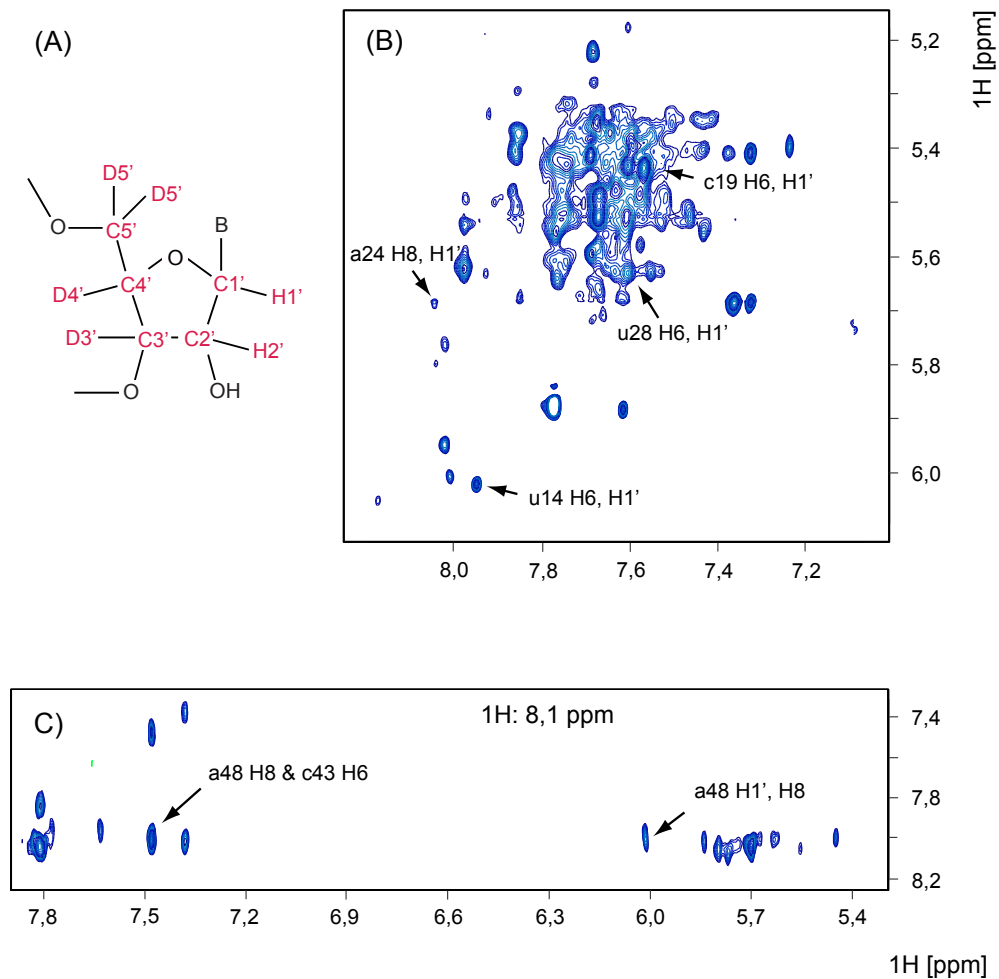 (A)
D5'
D5'
O
C5'
B
O
C4'
C1'
D4'
H1'
D3'
C3'
C2'
H2'
O
OH
(B)
1H [ppm]
5,2
5,4
c19 H6, H1'
a24 H8, H1'
5,6
u28 H6, H1'
5,8
6,0
u14 H6, H1'
8,0 7,8 7,6 7,4 7,2
C)
1H: 8,1 ppm
7,4
a48 H8 & c43 H6
a48 H1', H8
7,8
8,2
7,8 7,5 7,2 6,9 6,6 6,3 6,0 5,7 5,4
1H [ppm]